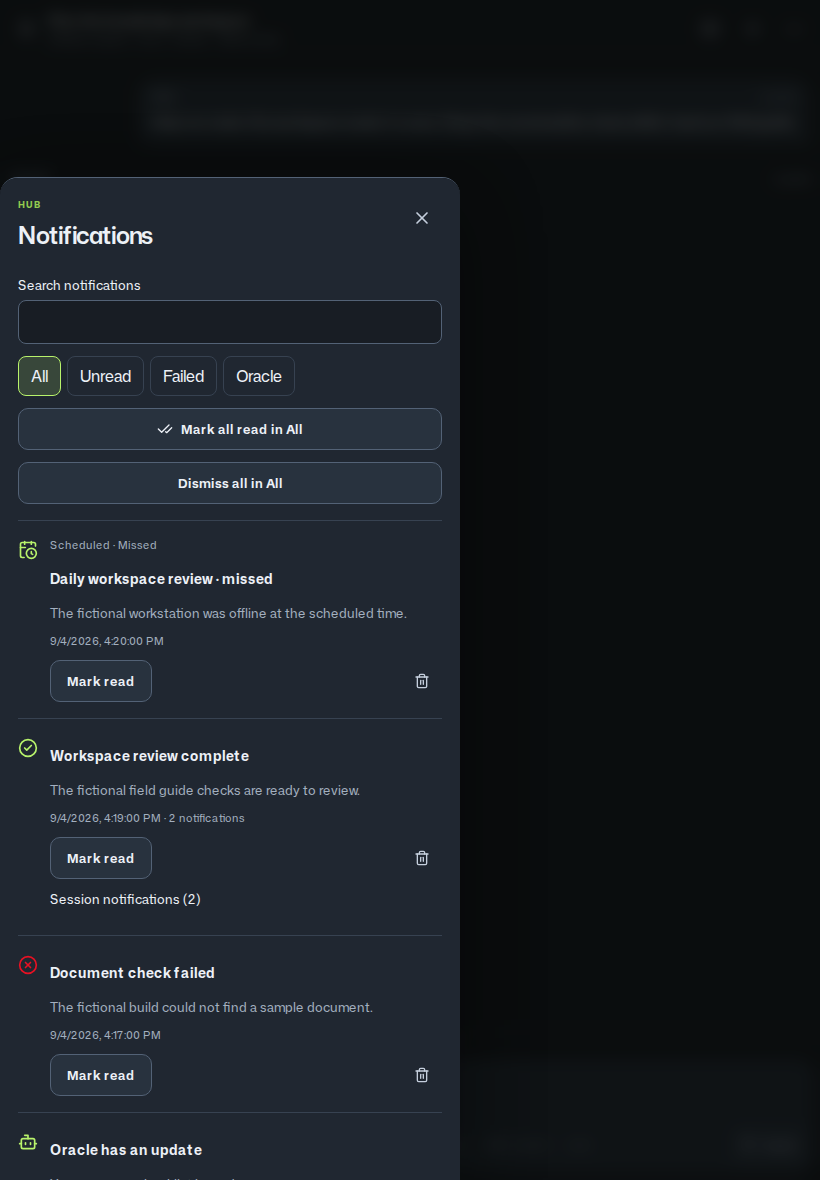 HUB
Notifications
Search notifications
All
Unread
Failed
Oracle
Mark all read in All
Dismiss all in All
Scheduled · Missed
Daily workspace review · missed
The fictional workstation was offline at the scheduled time.
9/4/2026, 4:20:00 PM
Mark read
Workspace review complete
The fictional field guide checks are ready to review.
9/4/2026, 4:19:00 PM · 2 notifications
Mark read
Session notifications (2)
Document check failed
The fictional build could not find a sample document.
9/4/2026, 4:17:00 PM
Mark read
Oracle has an update